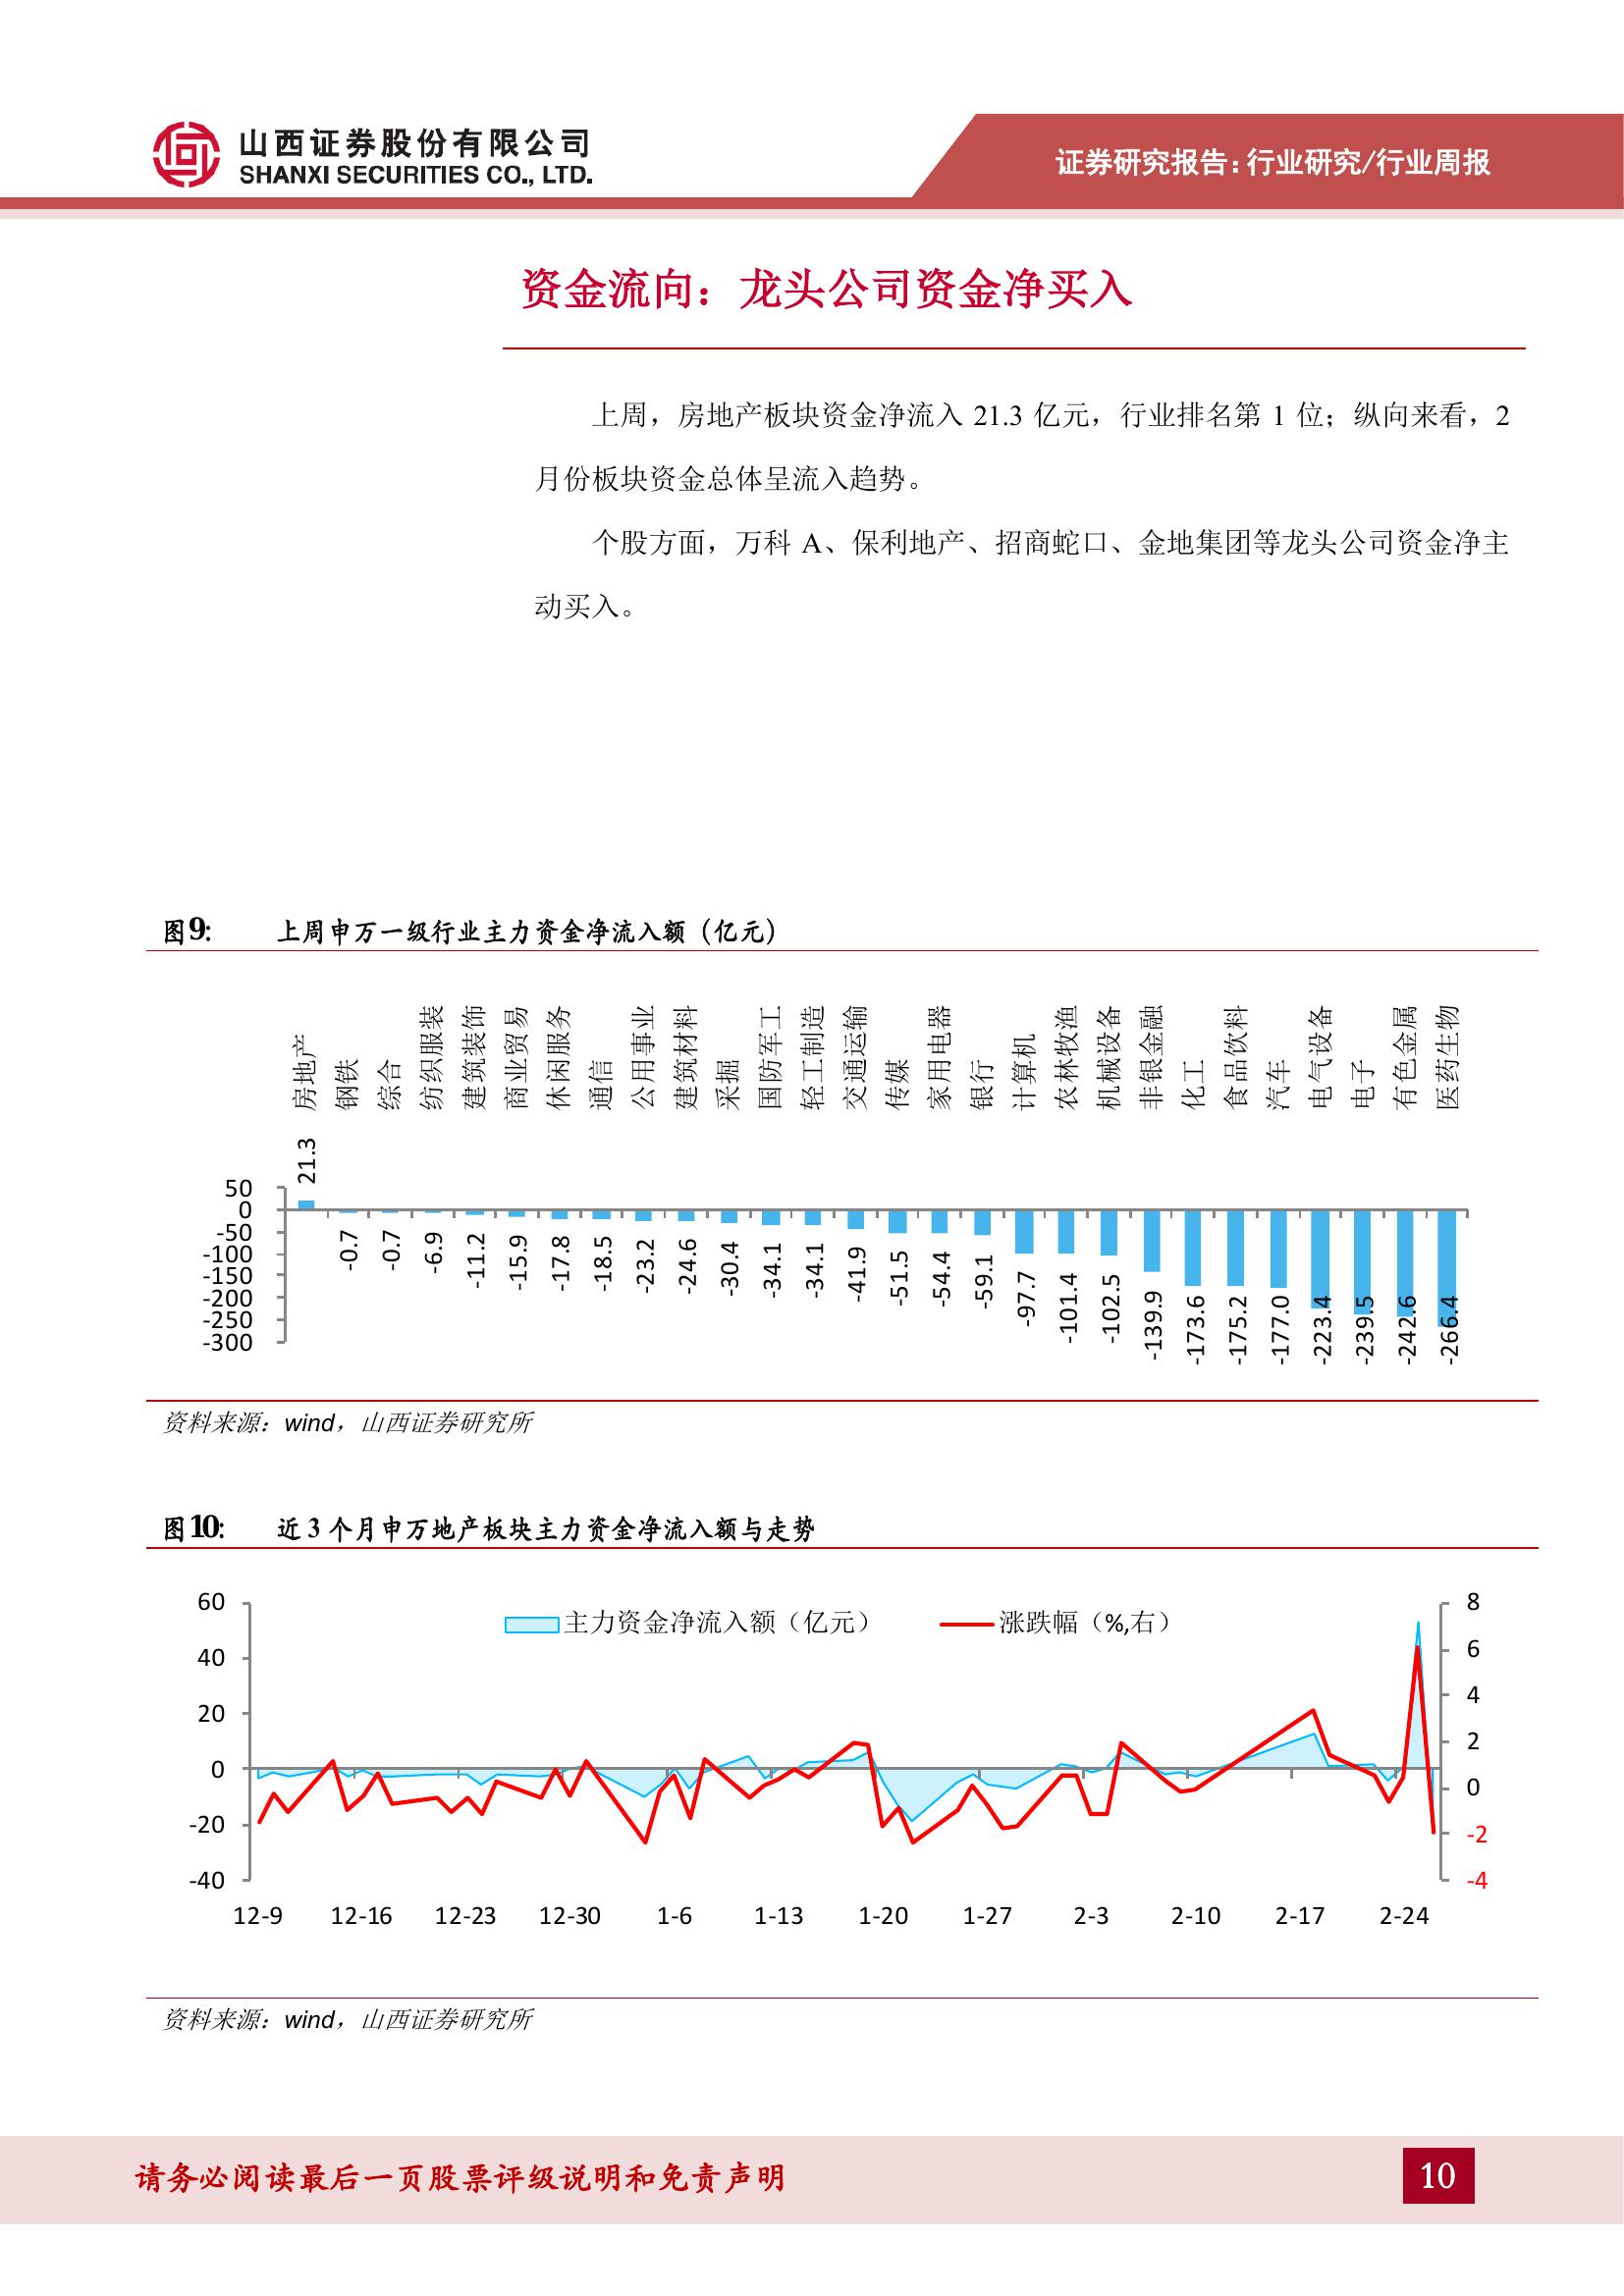 山西证券股份有限公司
SHANXI SECURITIES CO., LTD.
证券研究报告:行业研究/行业周报
资金流向：龙头公司资金净买入
上周，房地产板块资金净流入 21.3 亿元，行业排名第 1 位；纵向来看，2
月份板块资金总体呈流入趋势。
个股方面，万科 A、保利地产、招商蛇口、金地集团等龙头公司资金净主
动买入。
图9: 上周申万一级行业主力资金净流入额（亿元）
房地产
钢铁
综合
纺织服装
建筑装饰
商业贸易
休闲服务
通信
公用事业
建筑材料
采掘
国防军工
轻工制造
交通运输
传媒
家用电器
银行
计算机
农林牧渔
机械设备
非银金融
化工
食品饮料
汽车
电气设备
电子
有色金属
医药生物
50
0
-50
-100
-150
-200
-250
-300
21.3
-0.7
-0.7
-6.9
-11.2
-15.9
-17.8
-18.5
-23.2
-24.6
-30.4
-34.1
-34.1
-41.9
-51.5
-54.4
-59.1
-97.7
-101.4
-102.5
-139.9
-173.6
-175.2
-177.0
-223.4
-239.5
-242.6
-266.4
资料来源：wind，山西证券研究所
图10: 近 3 个月申万地产板块主力资金净流入额与走势
主力资金净流入额（亿元） 涨跌幅（%,右）
60
40
20
0
-20
-40
8
6
4
2
0
-2
-4
12-9 12-16 12-23 12-30 1-6 1-13 1-20 1-27 2-3 2-10 2-17 2-24
资料来源：wind，山西证券研究所
请务必阅读最后一页股票评级说明和免责声明
10